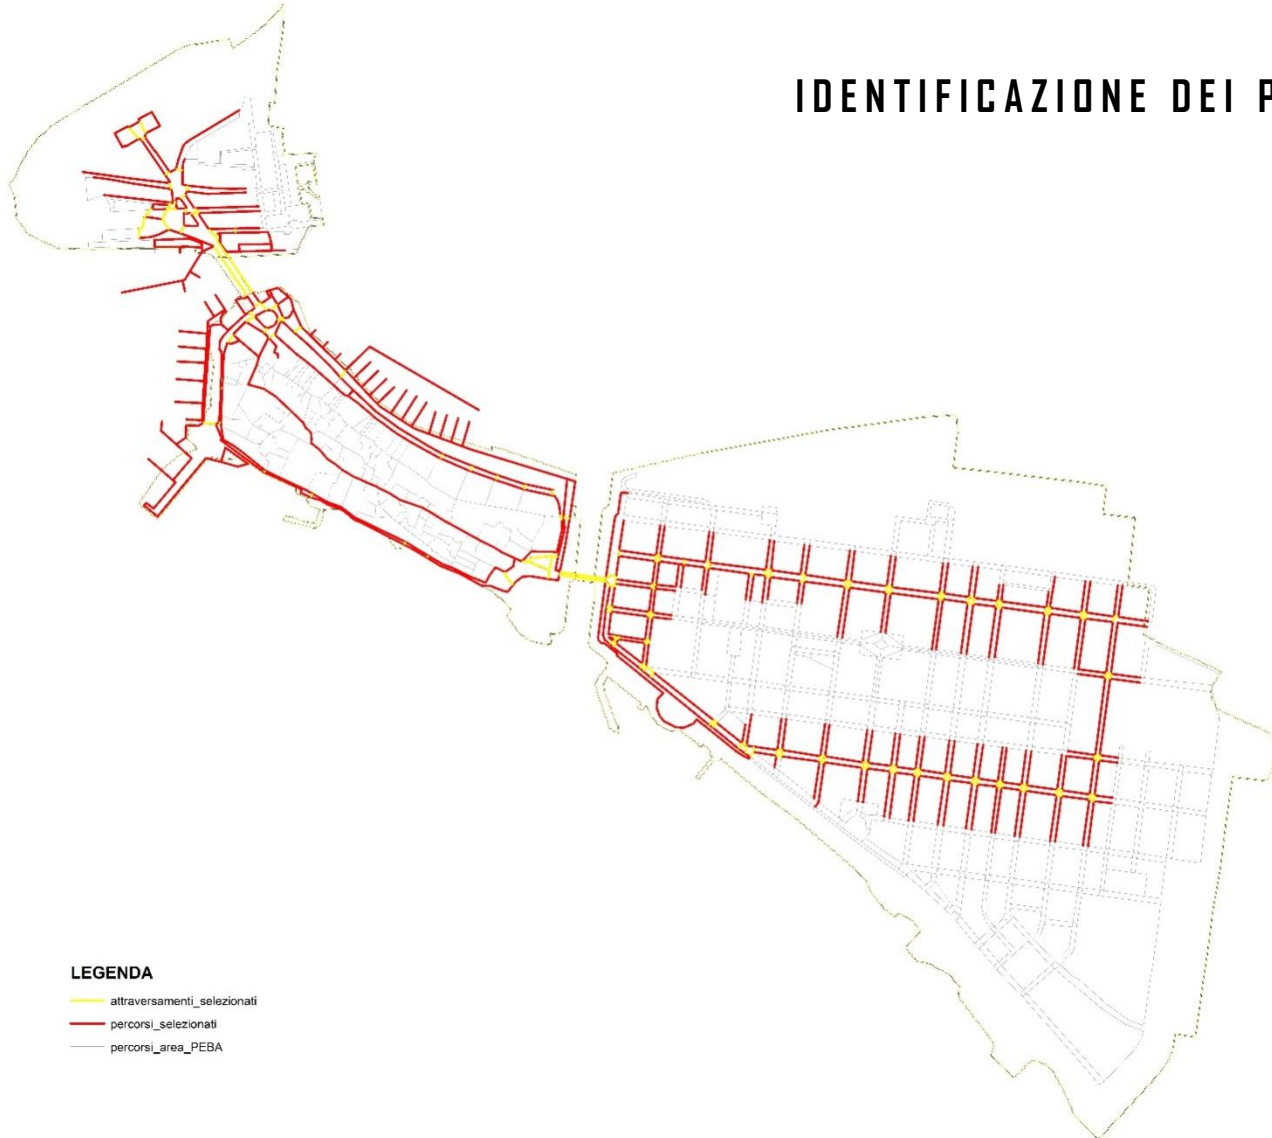 IDENTIFICAZIONE DEI P
LEGENDA
attraversamenti_selezionati
percorsi_selezionati
percorsi_area_PEBA